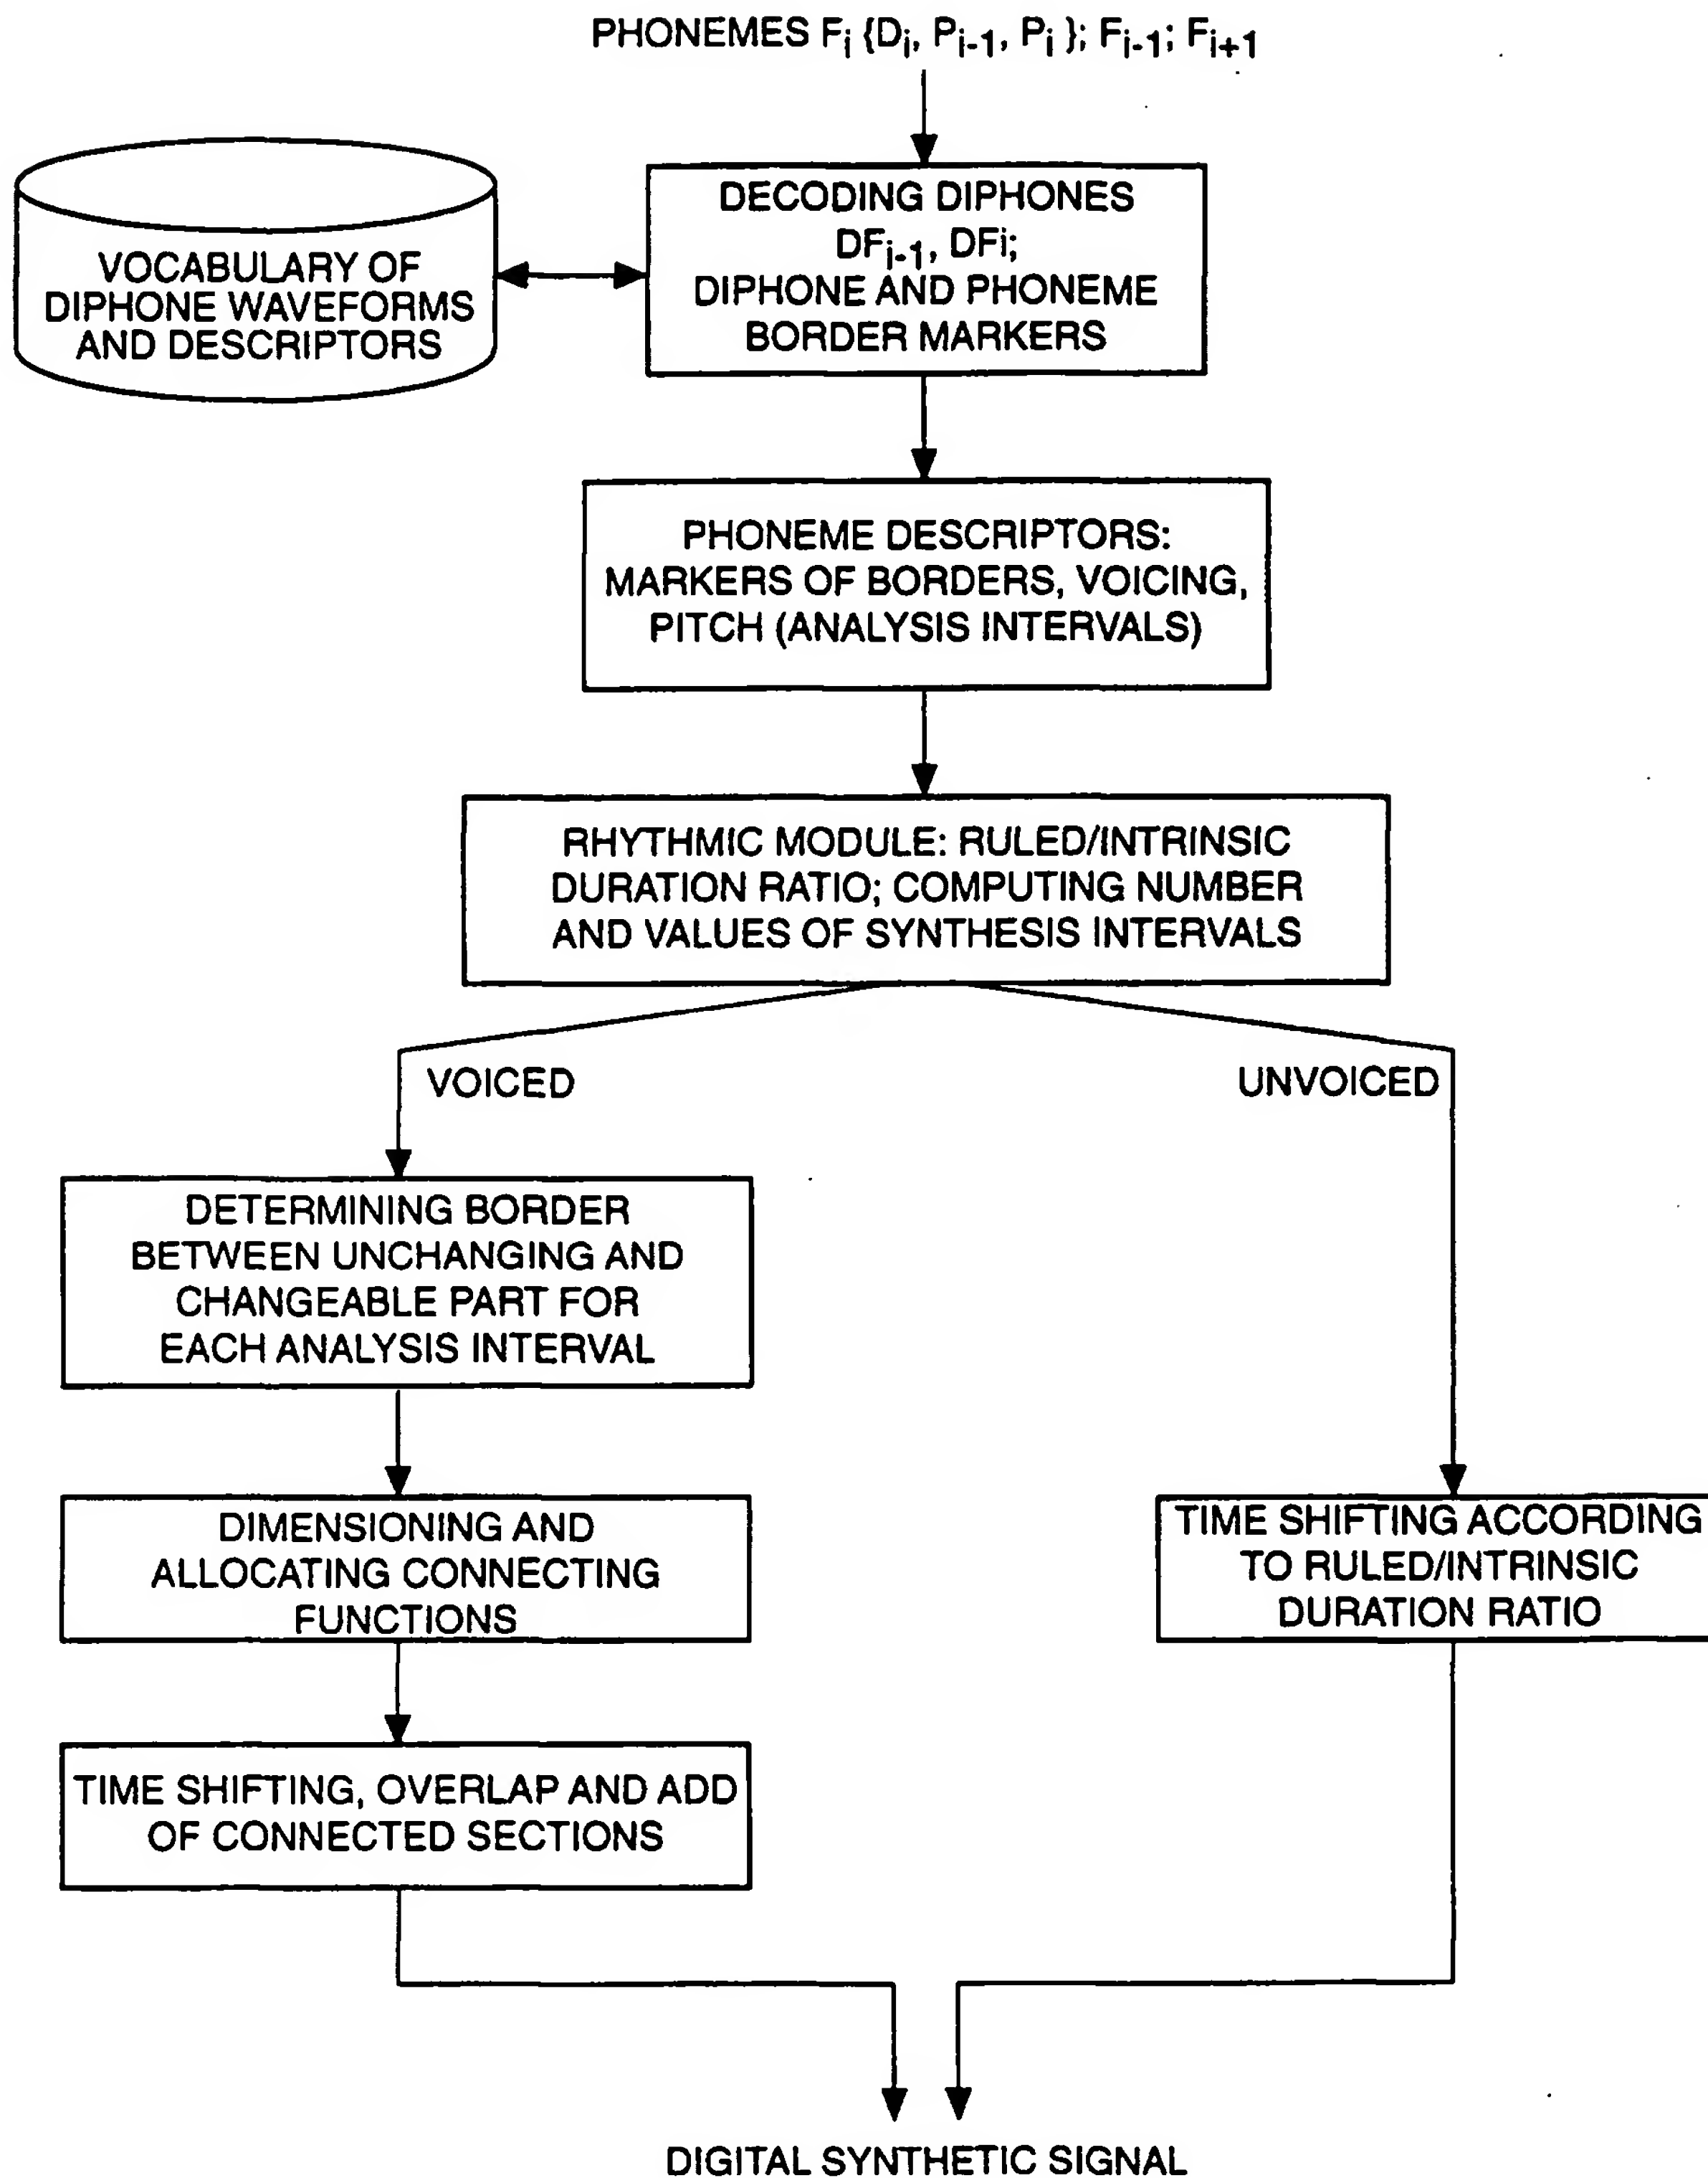 PHONEMES Fi {Di, Pi-1, Pi }; Fi-1; Fi+1
DECODING DIPHONES
DFi-1, DFi;
DIPHONE AND PHONEME
BORDER MARKERS
VOCABULARY OF
DIPHONE WAVEFORMS
AND DESCRIPTORS
PHONEME DESCRIPTORS:
MARKERS OF BORDERS, VOICING,
PITCH (ANALYSIS INTERVALS)
RHYTHMIC MODULE: RULED/INTRINSIC
DURATION RATIO; COMPUTING NUMBER
AND VALUES OF SYNTHESIS INTERVALS
VOICED
UNVOICED
DETERMINING BORDER
BETWEEN UNCHANGING AND
CHANGEABLE PART FOR
EACH ANALYSIS INTERVAL
DIMENSIONING AND
ALLOCATING CONNECTING
FUNCTIONS
TIME SHIFTING ACCORDING
TO RULED/INTRINSIC
DURATION RATIO
TIME SHIFTING, OVERLAP AND ADD
OF CONNECTED SECTIONS
DIGITAL SYNTHETIC SIGNAL